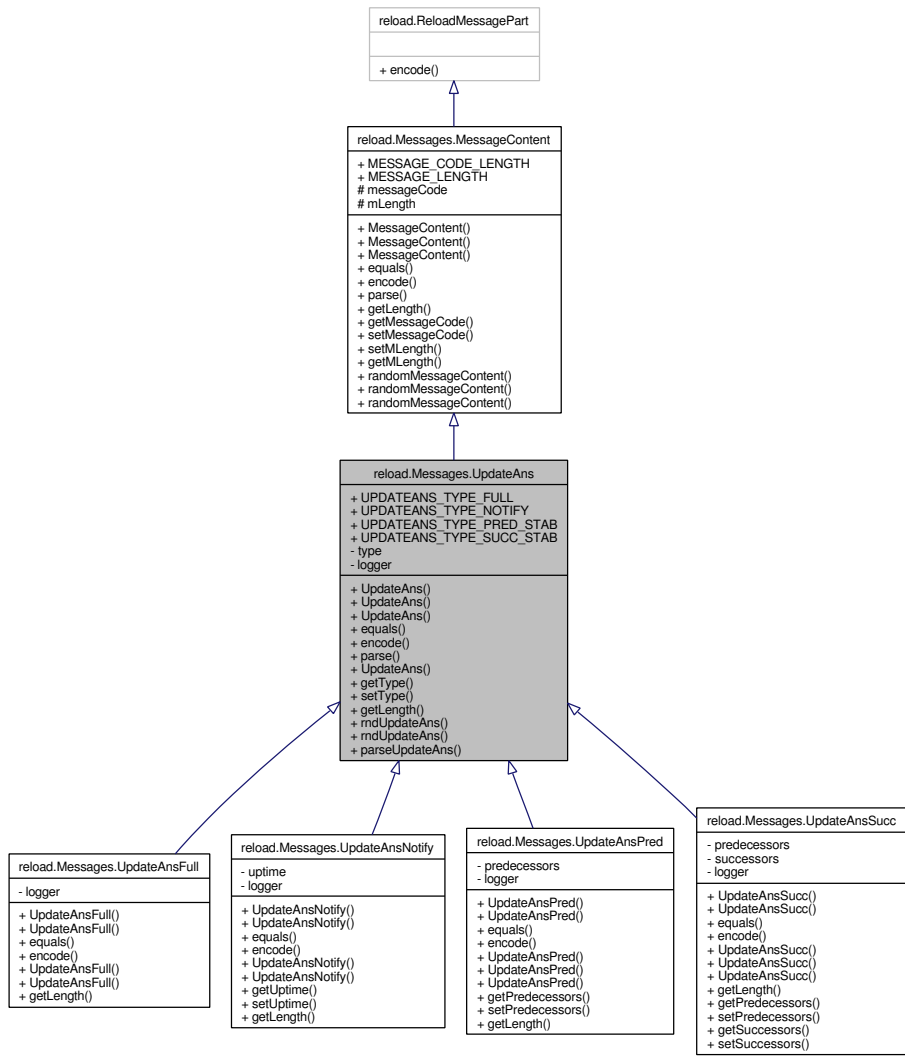 reload.ReloadMessagePart
+ encode()
reload.Messages.MessageContent
+ MESSAGE_CODE_LENGTH
+ MESSAGE_LENGTH
# messageCode
# mLength
+ MessageContent()
+ MessageContent()
+ MessageContent()
+ equals()
+ encode()
+ parse()
+ getLength()
+ getMessageCode()
+ setMessageCode()
+ setMLength()
+ getMLength()
+ randomMessageContent()
+ randomMessageContent()
+ randomMessageContent()
reload.Messages.UpdateAns
+ UPDATEANS_TYPE_FULL
+ UPDATEANS_TYPE_NOTIFY
+ UPDATEANS_TYPE_PRED_STAB
+ UPDATEANS_TYPE_SUCC_STAB
- type
- logger
+ UpdateAns()
+ UpdateAns()
+ UpdateAns()
+ equals()
+ encode()
+ parse()
+ UpdateAns()
+ getType()
+ setType()
+ getLength()
+ rndUpdateAns()
+ rndUpdateAns()
+ parseUpdateAns()
reload.Messages.UpdateAnsFull
- logger
+ UpdateAnsFull()
+ UpdateAnsFull()
+ equals()
+ encode()
+ UpdateAnsFull()
+ UpdateAnsFull()
+ getLength()
reload.Messages.UpdateAnsNotify
- uptime
- logger
+ UpdateAnsNotify()
+ UpdateAnsNotify()
+ equals()
+ encode()
+ UpdateAnsNotify()
+ UpdateAnsNotify()
+ getUptime()
+ setUptime()
+ getLength()
reload.Messages.UpdateAnsPred
- predecessors
- logger
+ UpdateAnsPred()
+ UpdateAnsPred()
+ equals()
+ encode()
+ UpdateAnsPred()
+ UpdateAnsPred()
+ UpdateAnsPred()
+ getPredecessors()
+ setPredecessors()
+ getLength()
reload.Messages.UpdateAnsSucc
- predecessors
- successors
- logger
+ UpdateAnsSucc()
+ UpdateAnsSucc()
+ equals()
+ encode()
+ UpdateAnsSucc()
+ UpdateAnsSucc()
+ UpdateAnsSucc()
+ getLength()
+ getPredecessors()
+ setPredecessors()
+ getSuccessors()
+ setSuccessors()